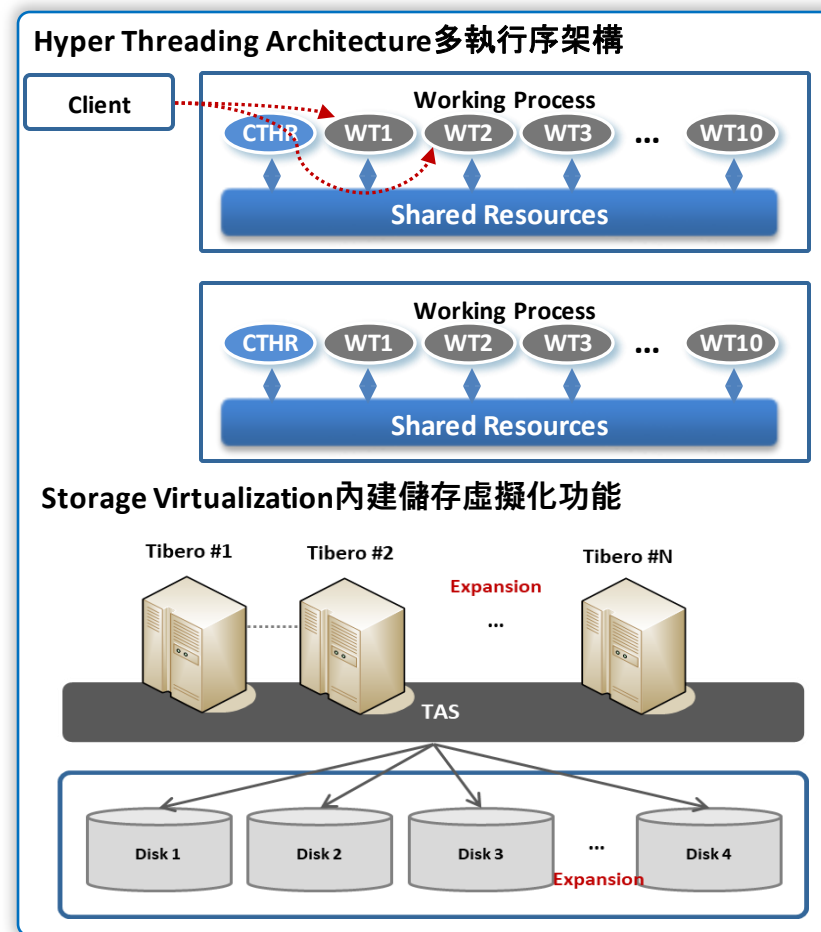 Hyper Threading Architecture多執行序架構
Client
Working Process
CTHR WT1 WT2 WT3 ... WT10
Shared Resources
Working Process
CTHR WT1 WT2 WT3 ... WT10
Shared Resources
Storage Virtualization內建儲存虛擬化功能
Tibero #1 Tibero #2 Tibero #N
Expansion
...
TAS
Disk 1 Disk 2 Disk 3 ... Disk 4
Expansion